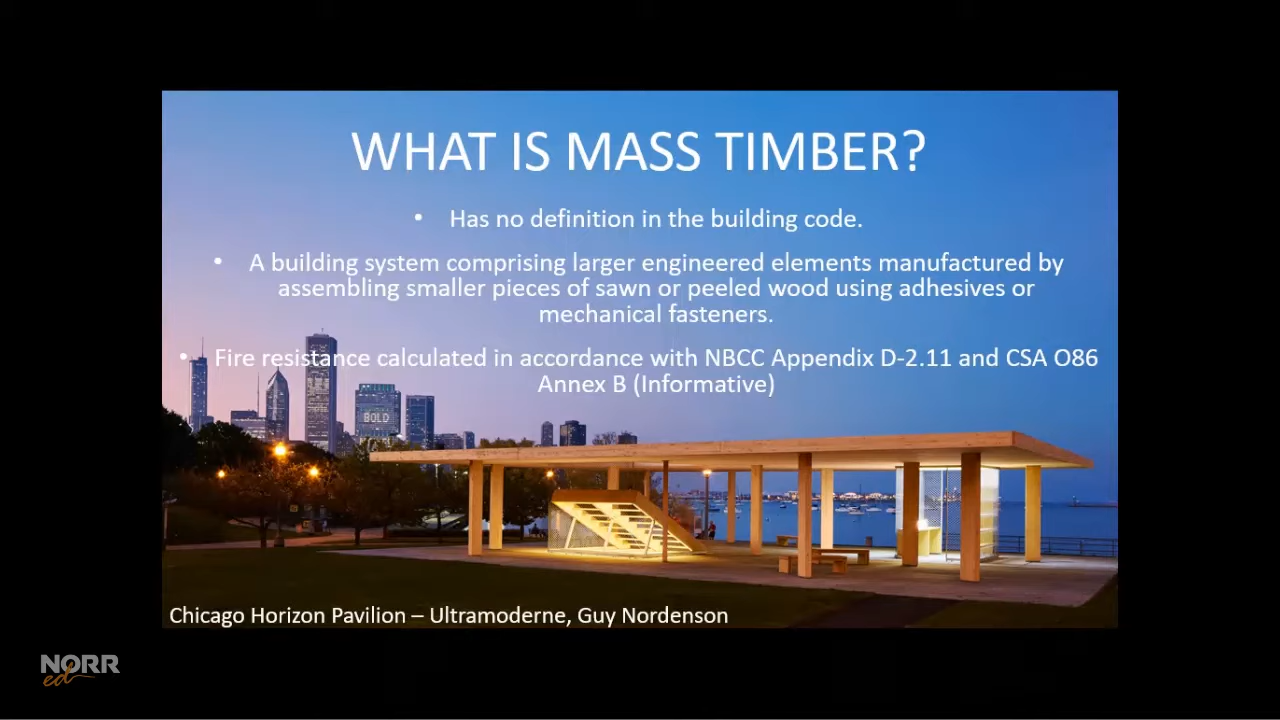 WHAT IS MASS TIMBER?
• Has no definition in the building code.
• A building system comprising larger engineered elements manufactured by
assembling smaller pieces of sawn or peeled wood using adhesives or
mechanical fasteners.
• Fire resistance calculated in accordance with NBCC Appendix D-2.11 and CSA O86
Annex B (Informative)
BOLD
Chicago Horizon Pavilion – Ultramoderne, Guy Nordenson
NORR
ed